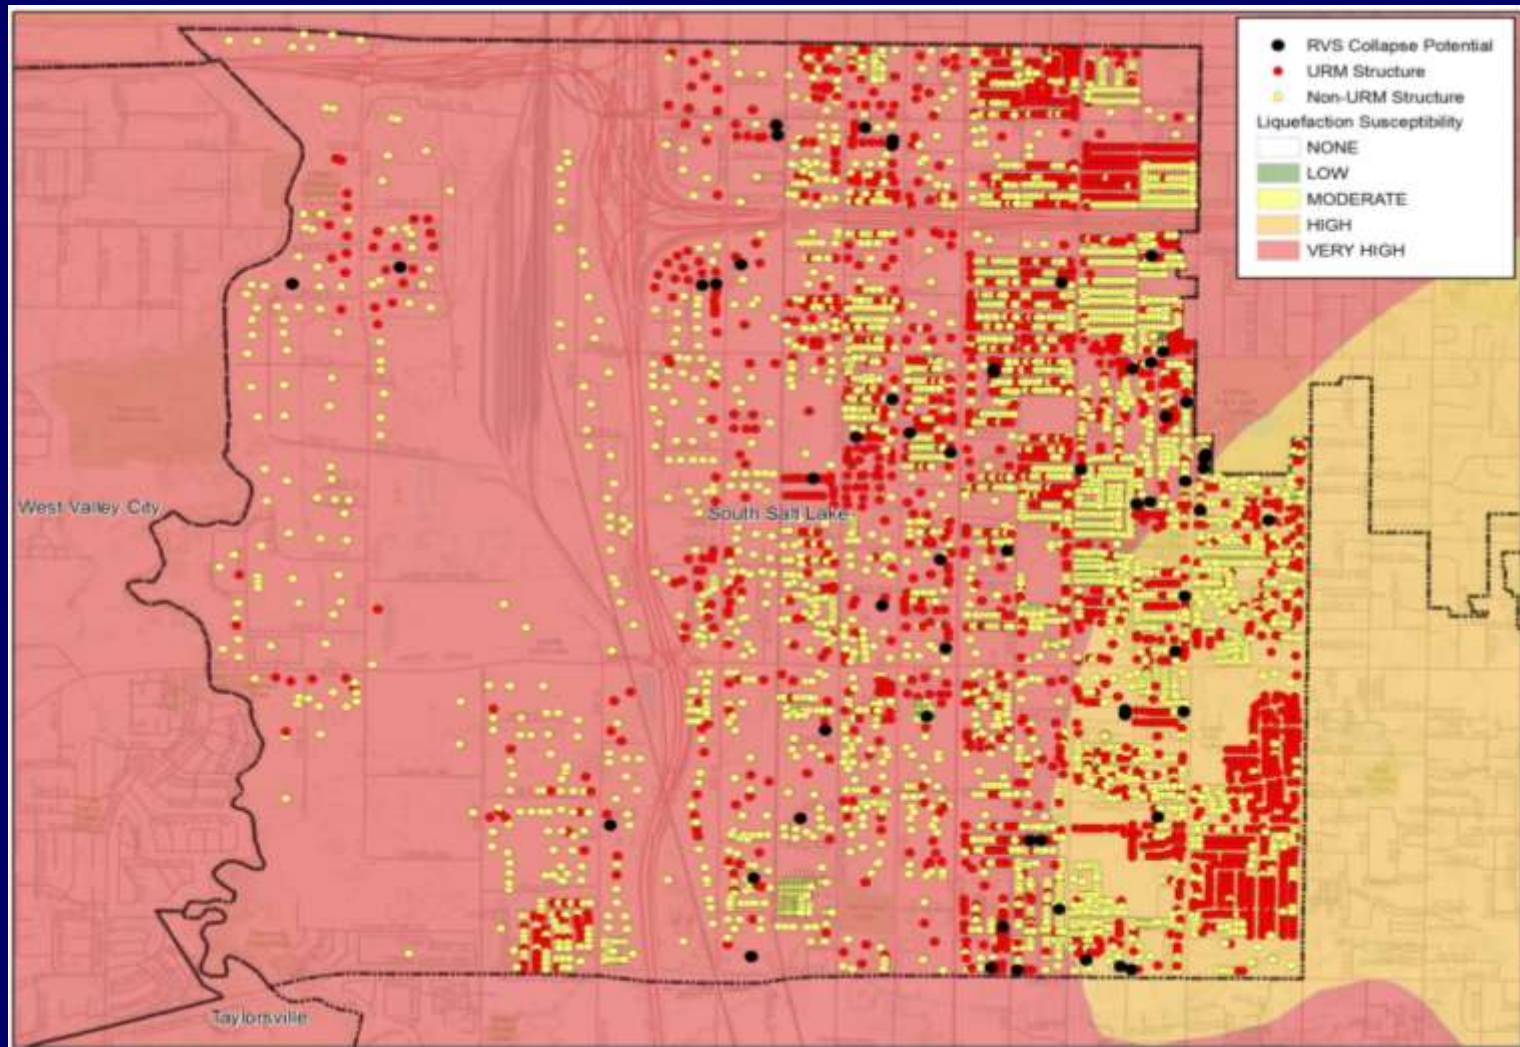 RVS Collapse Potential
URM Structure
Non-URM Structure
Liquefaction Susceptibility
NONE
LOW
MODERATE
HIGH
VERY HIGH
West Valley City
South Salt Lake
Taylorsville